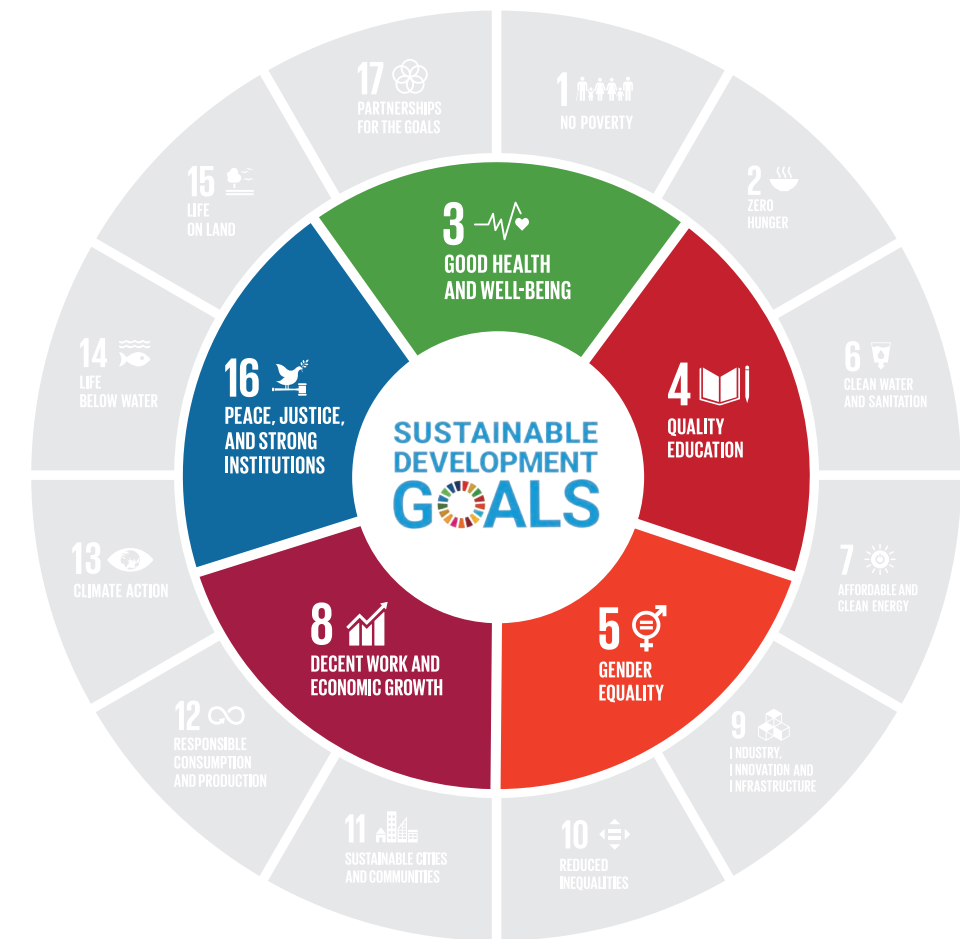 17
PARTNERSHIPS
FOR THE GOALS
1
NO POVERTY
15
LIFE
ON LAND
2
ZERO
HUNGER
3
GOOD HEALTH
AND WELL-BEING
14
LIFE
BELOW WATER
16
PEACE, JUSTICE,
AND STRONG
INSTITUTIONS
4
QUALITY
EDUCATION
6
CLEAN WATER
AND SANITATION
SUSTAINABLE
DEVELOPMENT
GOALS
13
CLIMATE ACTION
7
AFFORDABLE AND
CLEAN ENERGY
8
DECENT WORK AND
ECONOMIC GROWTH
5
GENDER
EQUALITY
12
RESPONSIBLE
CONSUMPTION
AND PRODUCTION
9
INDUSTRY.
INNOVATION AND
INFRASTRUCTURE
11
SUSTAINABLE CITIES
AND COMMUNITIES
10
REDUCED
INEQUALITIES